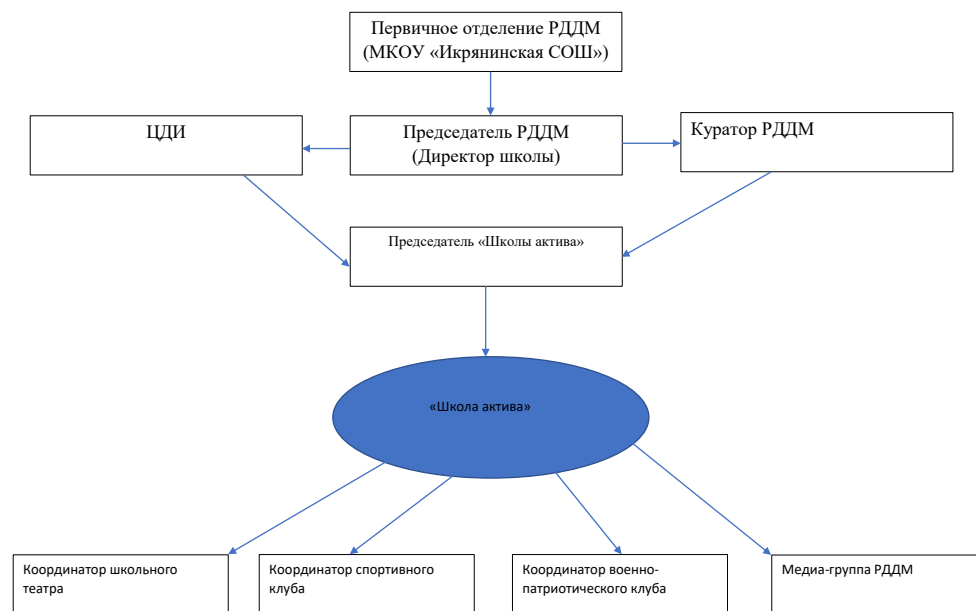 Первичное отделение РДДМ
(МКОУ «Икрянинская СОШ»)
ЦДИ
Председатель РДДМ
(Директор школы)
Куратор РДДМ
Председатель «Школы актива»
«Школа актива»
Координатор школьного
театра
Координатор спортивного
клуба
Координатор военно-
патриотического клуба
Медиа-группа РДДМ